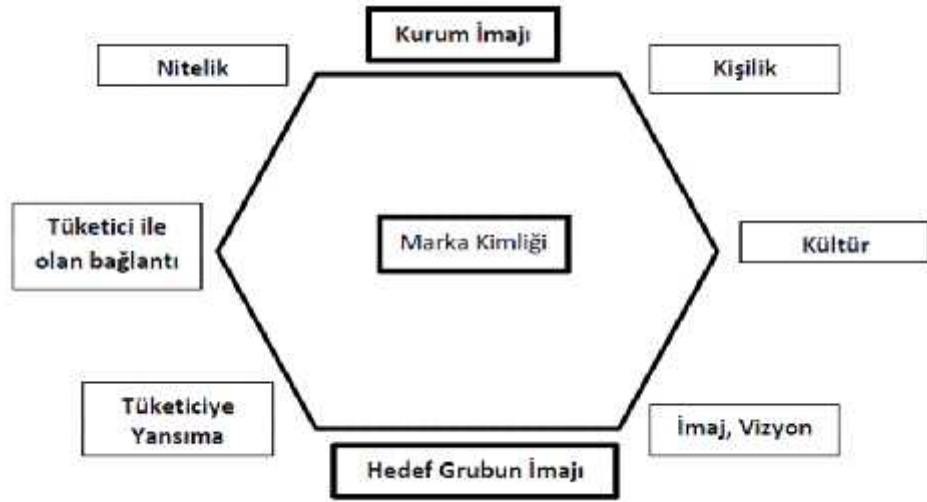 Kurum İmajı
Nitelik
Kişilik
Tüketici ile
olan bağlantı
Marka Kimliği
Kültür
Tüketiciye
Yansıma
İmaj, Vizyon
Hedef Grubun İmajı